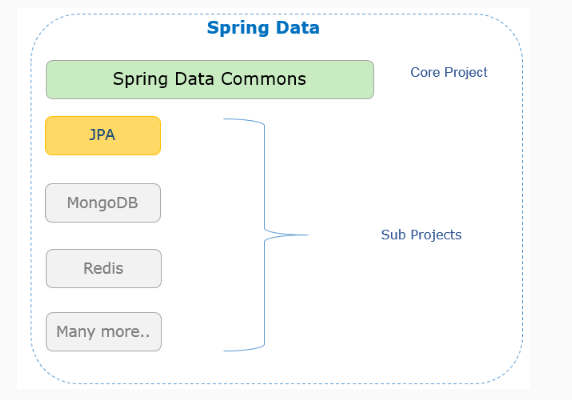 Spring Data
Spring Data Commons
Core Project
JPA
MongoDB
Sub Projects
Redis
Many more..